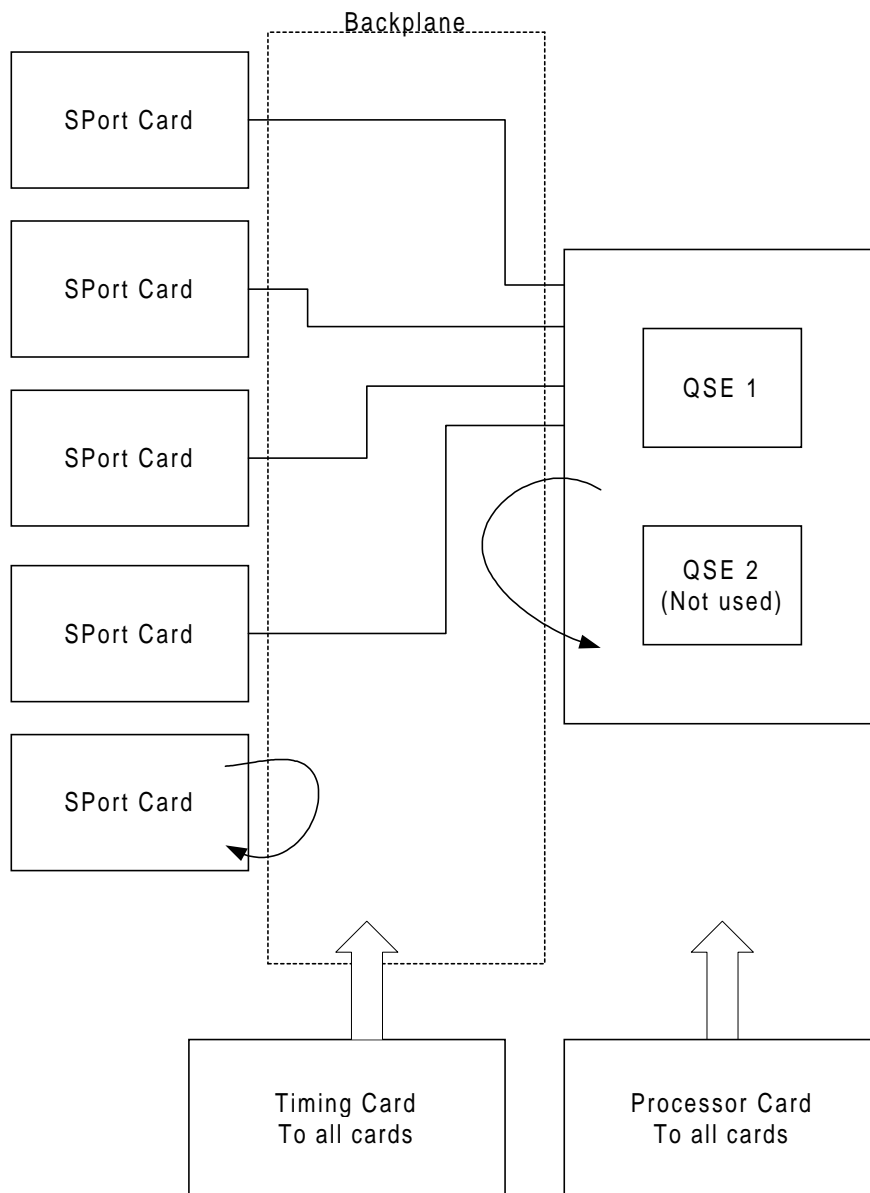 Backplane
SPort Card
SPort Card
SPort Card
SPort Card
SPort Card
QSE 1
QSE 2
(Not used)
Timing Card
To all cards
Processor Card
To all cards